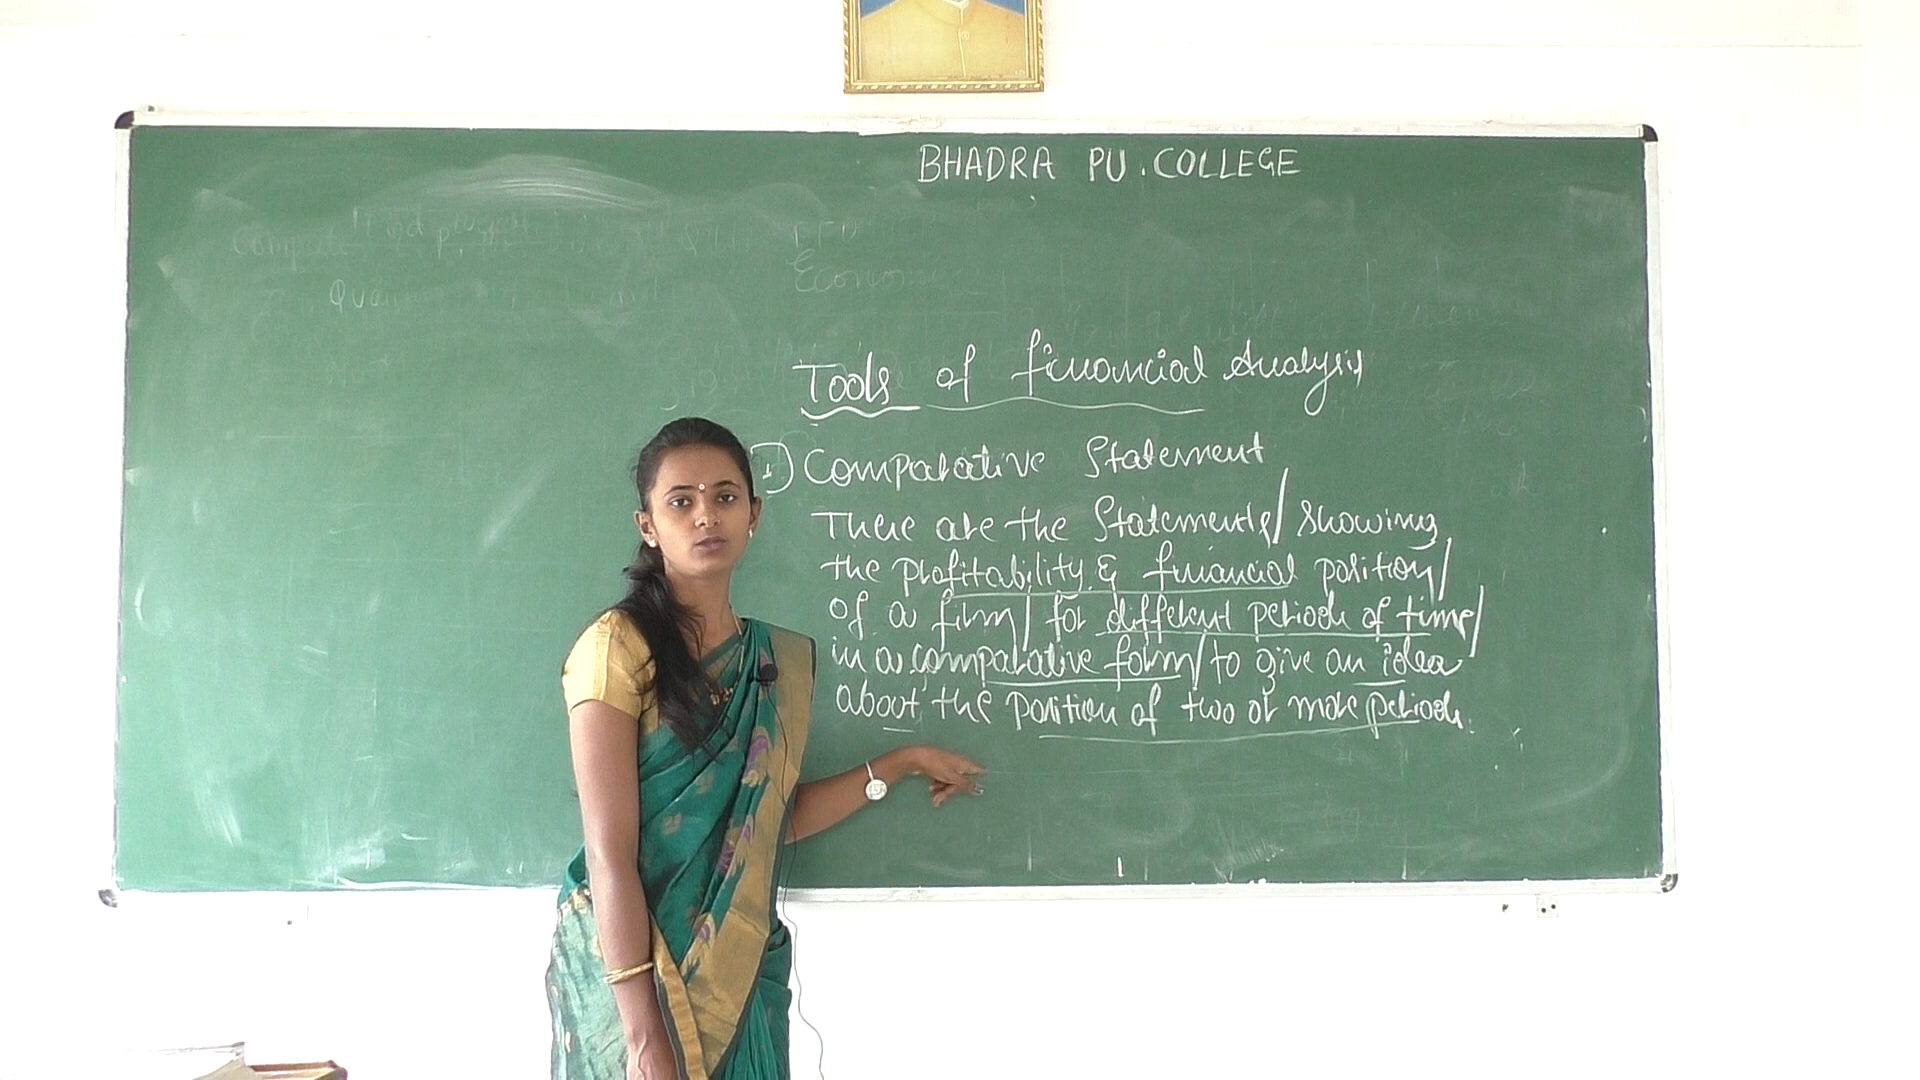 BHADRA PU. COLLEGE
Economic
Tools of financial Analysis
1) Comparative Statement
These are the Statements/ Showing
the profitability & financial position/
of a firm/ for different periods of time/
in a comparative form/ to give an idea
about the position of two or more periods.